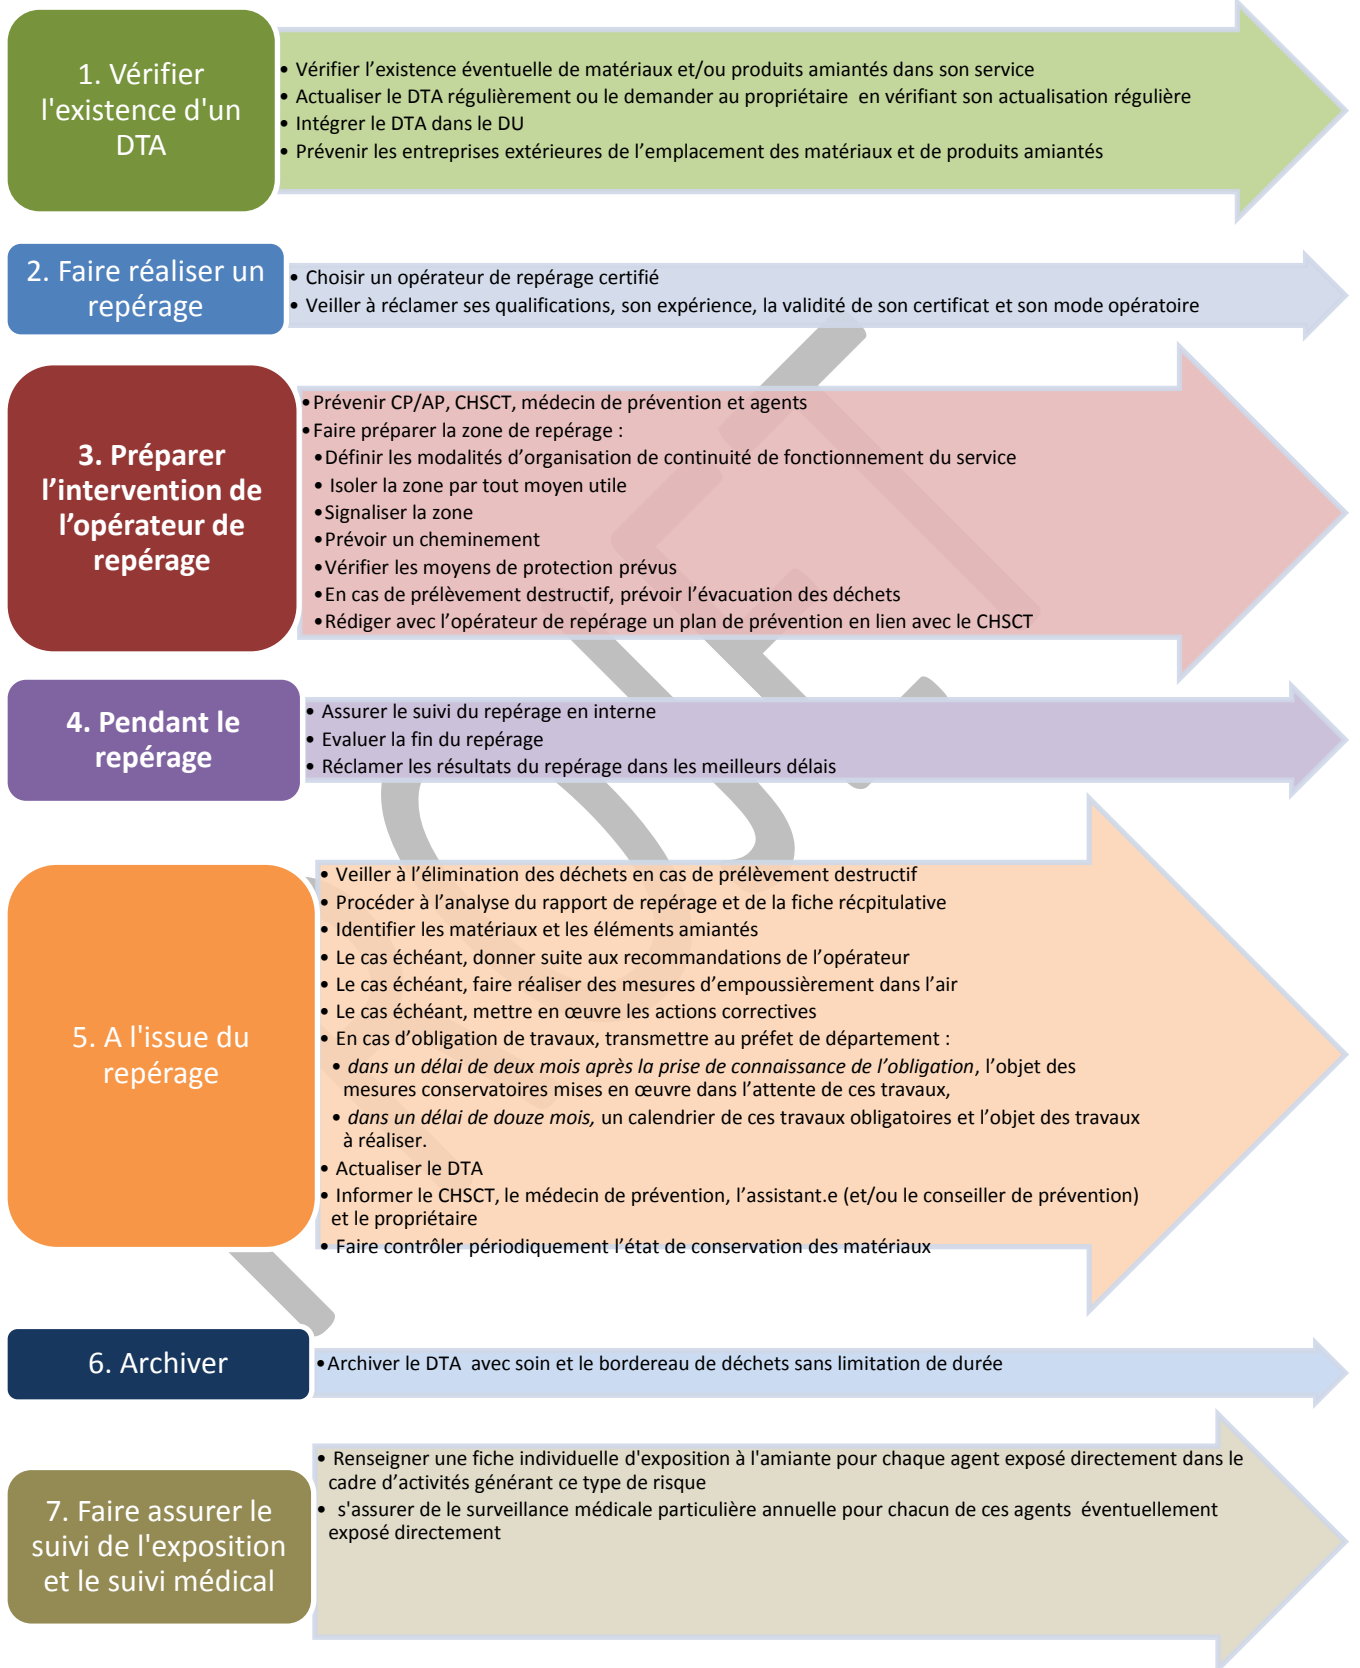 1. Vérifier
l'existence d'un
DTA
• Vérifier l’existence éventuelle de matériaux et/ou produits amiantés dans son service
• Actualiser le DTA régulièrement ou le demander au propriétaire en vérifiant son actualisation régulière
• Intégrer le DTA dans le DU
• Prévenir les entreprises extérieures de l’emplacement des matériaux et de produits amiantés
2. Faire réaliser un
repérage
• Choisir un opérateur de repérage certifié
• Veiller à réclamer ses qualifications, son expérience, la validité de son certificat et son mode opératoire
3. Préparer
l’intervention de
l’opérateur de
repérage
•Prévenir CP/AP, CHSCT, médecin de prévention et agents
•Faire préparer la zone de repérage :
•Définir les modalités d’organisation de continuité de fonctionnement du service
• Isoler la zone par tout moyen utile
•Signaliser la zone
•Prévoir un cheminement
•Vérifier les moyens de protection prévus
•En cas de prélèvement destructif, prévoir l’évacuation des déchets
•Rédiger avec l’opérateur de repérage un plan de prévention en lien avec le CHSCT
4. Pendant le
repérage
• Assurer le suivi du repérage en interne
• Evaluer la fin du repérage
• Réclamer les résultats du repérage dans les meilleurs délais
5. A l'issue du
repérage
• Veiller à l’élimination des déchets en cas de prélèvement destructif
• Procéder à l’analyse du rapport de repérage et de la fiche récpitulative
• Identifier les matériaux et les éléments amiantés
• Le cas échéant, donner suite aux recommandations de l’opérateur
• Le cas échéant, faire réaliser des mesures d’empoussièrement dans l’air
• Le cas échéant, mettre en œuvre les actions correctives
• En cas d’obligation de travaux, transmettre au préfet de département :
• dans un délai de deux mois après la prise de connaissance de l’obligation, l’objet des
mesures conservatoires mises en œuvre dans l’attente de ces travaux,
• dans un délai de douze mois, un calendrier de ces travaux obligatoires et l’objet des travaux
à réaliser.
• Actualiser le DTA
• Informer le CHSCT, le médecin de prévention, l’assistant.e (et/ou le conseiller de prévention)
et le propriétaire
• Faire contrôler périodiquement l’état de conservation des matériaux
6. Archiver
•Archiver le DTA avec soin et le bordereau de déchets sans limitation de durée
7. Faire assurer le
suivi de l'exposition
et le suivi médical
• Renseigner une fiche individuelle d'exposition à l'amiante pour chaque agent exposé directement dans le
cadre d’activités générant ce type de risque
• s'assurer de le surveillance médicale particulière annuelle pour chacun de ces agents éventuellement
exposé directement
PROJET